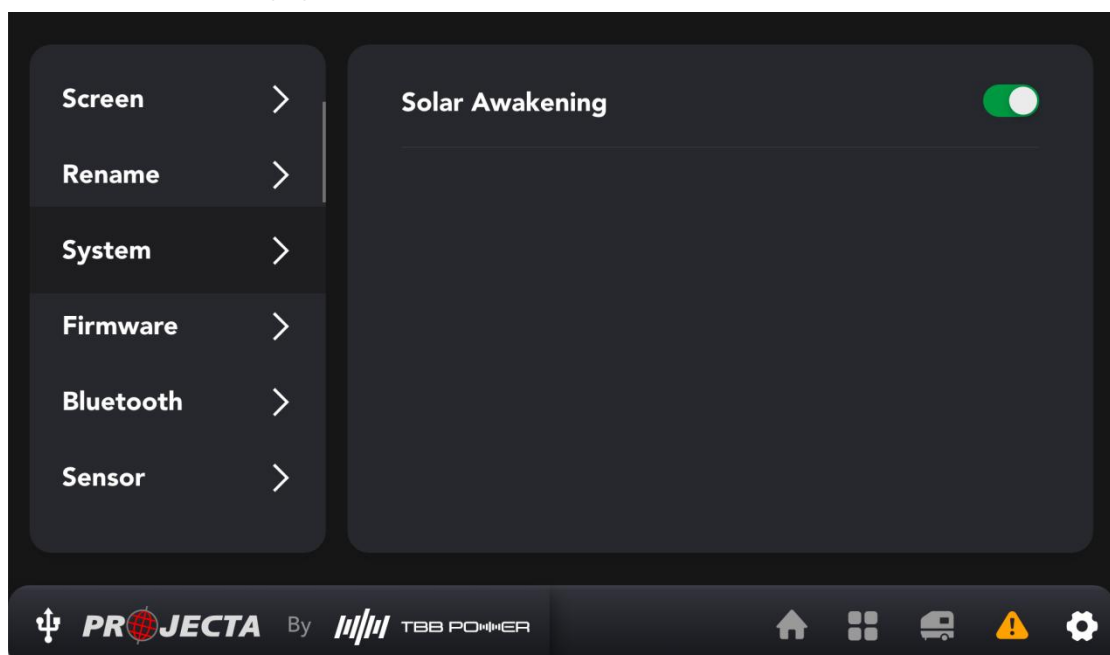 Screen
Rename
System
Firmware
Bluetooth
Sensor
Solar Awakening
PROJECTA By TBB POWER